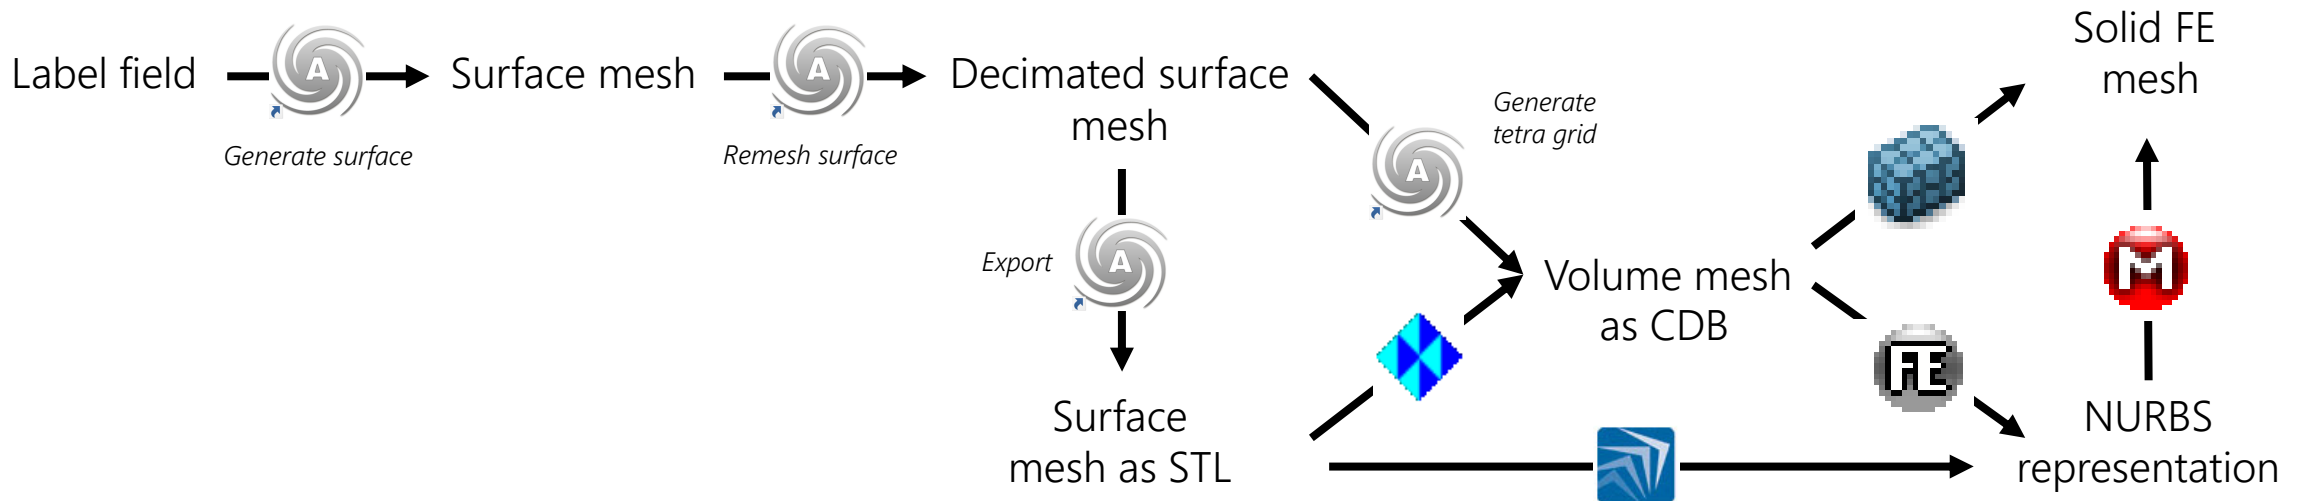 Label field
A
Generate surface
Surface mesh
A
Remesh surface
Decimated surface
mesh
Generate
tetra grid
A
Export
A
Surface
mesh as STL
Volume mesh
as CDB
FE
Solid FE
mesh
M
NURBS
representation